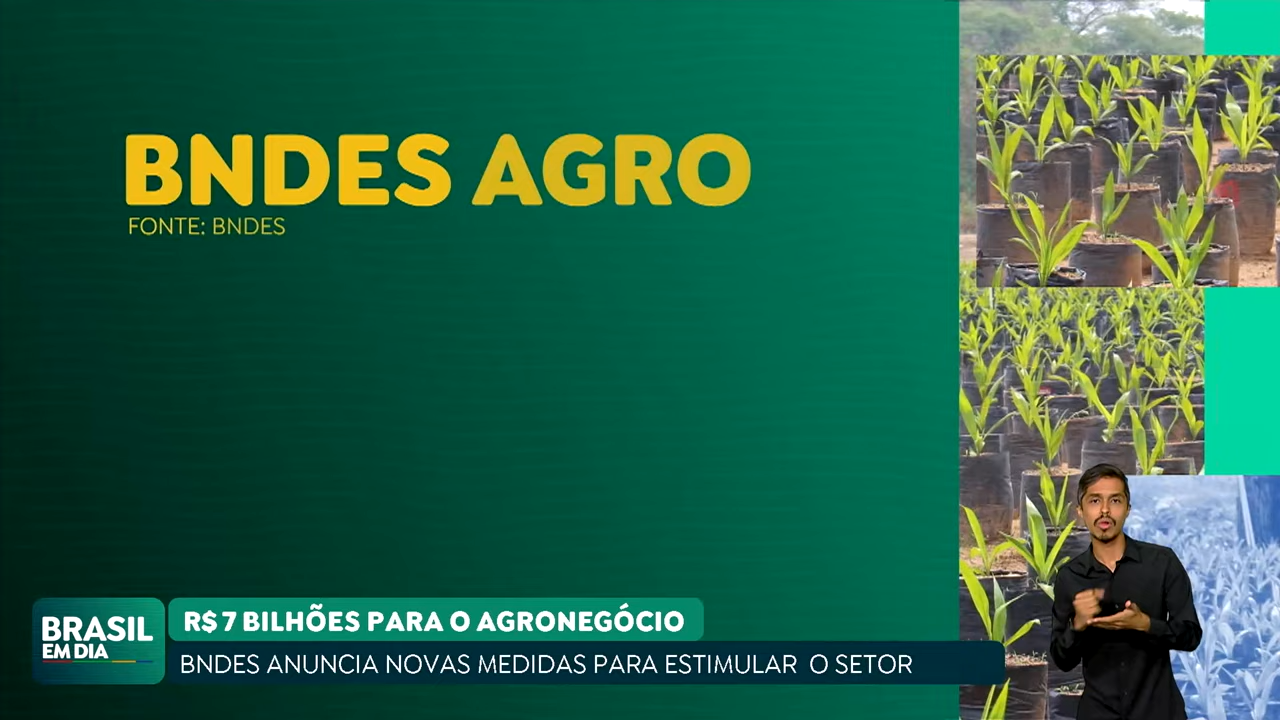 BNDES AGRO
FONTE: BNDES
BRASIL
EM DIA
R$ 7 BILHÕES PARA O AGRONEGÓCIO
BNDES ANUNCIA NOVAS MEDIDAS PARA ESTIMULAR O SETOR